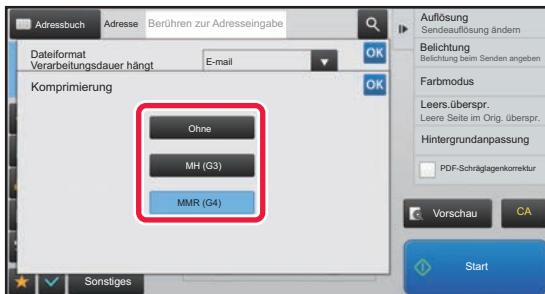 Adressbuch
Adresse
Berühren zur Adresseingabe
Dateiformat
Verarbeitungsdauer hängt
E-mail
OK
Komprimierung
OK
Ohne
MH (G3)
MMR (G4)
Sonstiges
Auflösung
Sendeauflösung ändern
Belichtung
Belichtung beim Senden angeben
Farbmodus
Leers.überspr.
Leere Seite im Orig. überspr.
Hintergrundanpassung
PDF-Schräglagenkorrektur
Vorschau
CA
Start